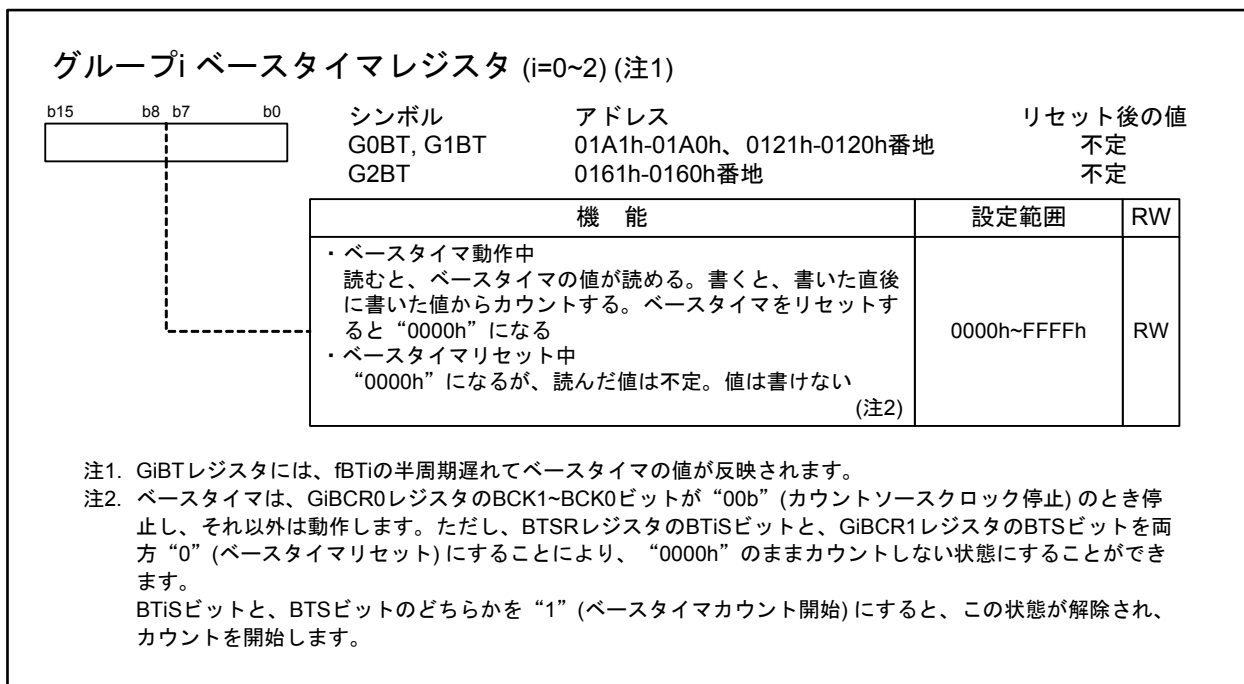 グループi ベースタイマレジスタ (i=0~2) (注1)
b15 b8 b7 b0
シンボル アドレス リセット後の値
G0BT, G1BT 01A1h-01A0h、0121h-0120h番地 不定
G2BT 0161h-0160h番地 不定
機 能 設定範囲 RW
・ベースタイマ動作中
読むと、ベースタイマの値が読める。書くと、書いた直後
に書いた値からカウントする。ベースタイマをリセットす
ると“0000h”になる
・ベースタイマリセット中
“0000h”になるが、読んだ値は不定。値は書けない
(注2)
0000h~FFFFh RW
注1. GiBTレジスタには、fBTiの半周期遅れてベースタイマの値が反映されます。
注2. ベースタイマは、GiBCR0レジスタのBCK1~BCK0ビットが“00b”(カウントソースクロック停止) のとき停
止し、それ以外は動作します。ただし、BTSRレジスタのBTiSビットと、GiBCR1レジスタのBTSビットを両
方“0”(ベースタイマリセット) にすることにより、“0000h”のままカウントしない状態にすることができ
ます。
BTiSビットと、BTSビットのどちらかを“1”(ベースタイマカウント開始) にすると、この状態が解除され、
カウントを開始します。